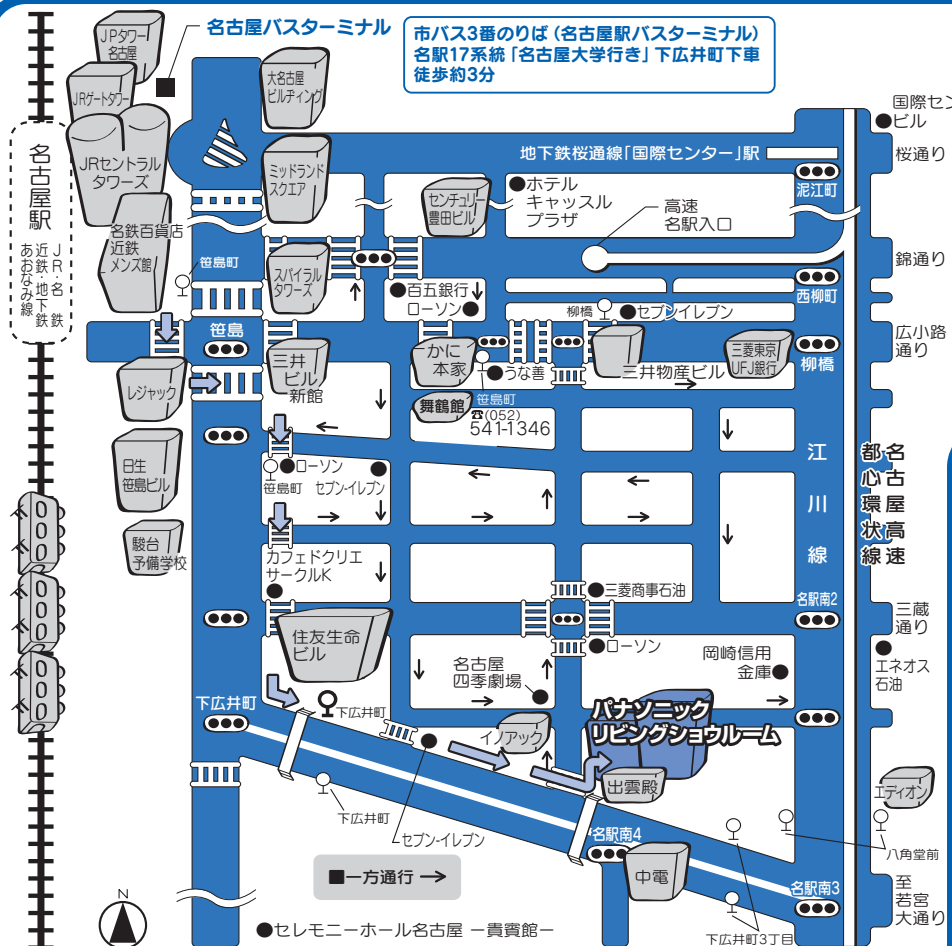 名古屋バスターミナル
市バス3番のりば（名古屋駅バスターミナル）
名駅17系統「名古屋大学行き」下広井町下車
徒歩約3分
JPタワー
名古屋
JRゲートタワー
大名古屋
ビルディング
国際セン
ビル
名古屋駅
JR・名鉄
近鉄・地下鉄
あおなみ線
JRセントラル
タワーズ
ミッドランド
スクエア
地下鉄桜通線「国際センター」駅
桜通り
泥江町
センチュリー
豊田ビル
ホテル
キャッスル
プラザ
高速
名駅入口
名鉄百貨店
近鉄
メンズ館
笹島町
スパイラル
タワーズ
錦通り
西柳町
百五銀行
ローソン
柳橋
セブンイレブン
笹島
広小路
通り
三井
ビル
新館
かに
本家
うな善
三井物産ビル
三菱東京
UFJ銀行
柳橋
レジャック
舞鶴館
笹島町
☎(052)
541-1346
日生
笹島ビル
ローソン
笹島町
セブン-イレブン
江川線
名古屋高速
都心環状線
駿台
予備学校
カフェドクリエ
サークルK
三菱商事石油
名駅南2
三蔵
通り
住友生命
ビル
ローソン
名古屋
四季劇場
岡崎信用
金庫
エネオス
石油
下広井町
下広井町
パナソニック
リビングショウルーム
イノアック
出雲殿
エディオン
下広井町
セブン-イレブン
名駅南4
八角堂前
■一方通行→
中電
名駅南3
至
若宮
大通り
N
セレモニーホール名古屋 －貴賓館－
下広井町3丁目